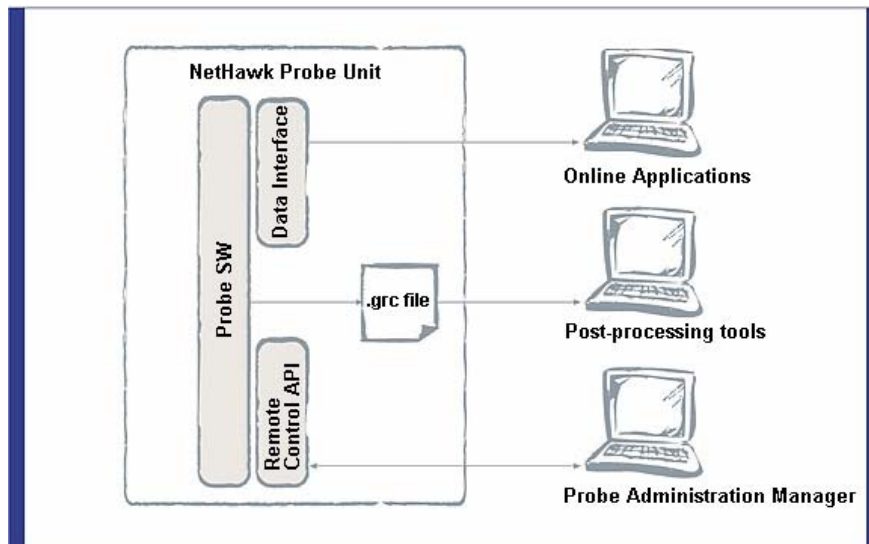 NetHawk Probe Unit
Probe SW
Data Interface
Online Applications
.grc file
Post-processing tools
Remote
Control API
Probe Administration Manager